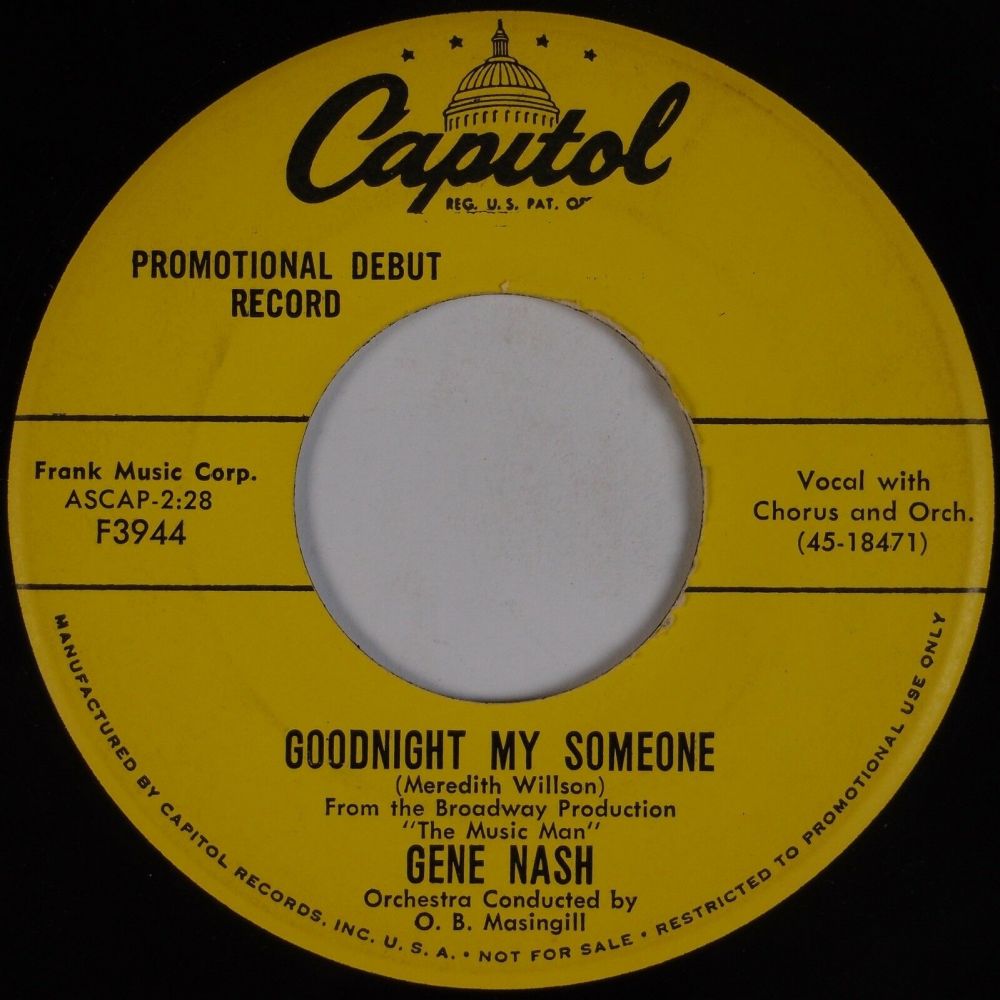 Capitol
REG. U. S. PAT. OF
PROMOTIONAL DEBUT
RECORD
Frank Music Corp.
ASCAP-2:28
F3944
Vocal with
Chorus and Orch.
(45-18471)
GOODNIGHT MY SOMEONE
(Meredith Willson)
From the Broadway Production
"The Music Man"
GENE NASH
Orchestra Conducted by
O. B. Masingill
MANUFACTURED BY CAPITOL RECORDS, INC. U. S. A. • NOT FOR SALE • RESTRICTED TO PROMOTIONAL USE ONLY